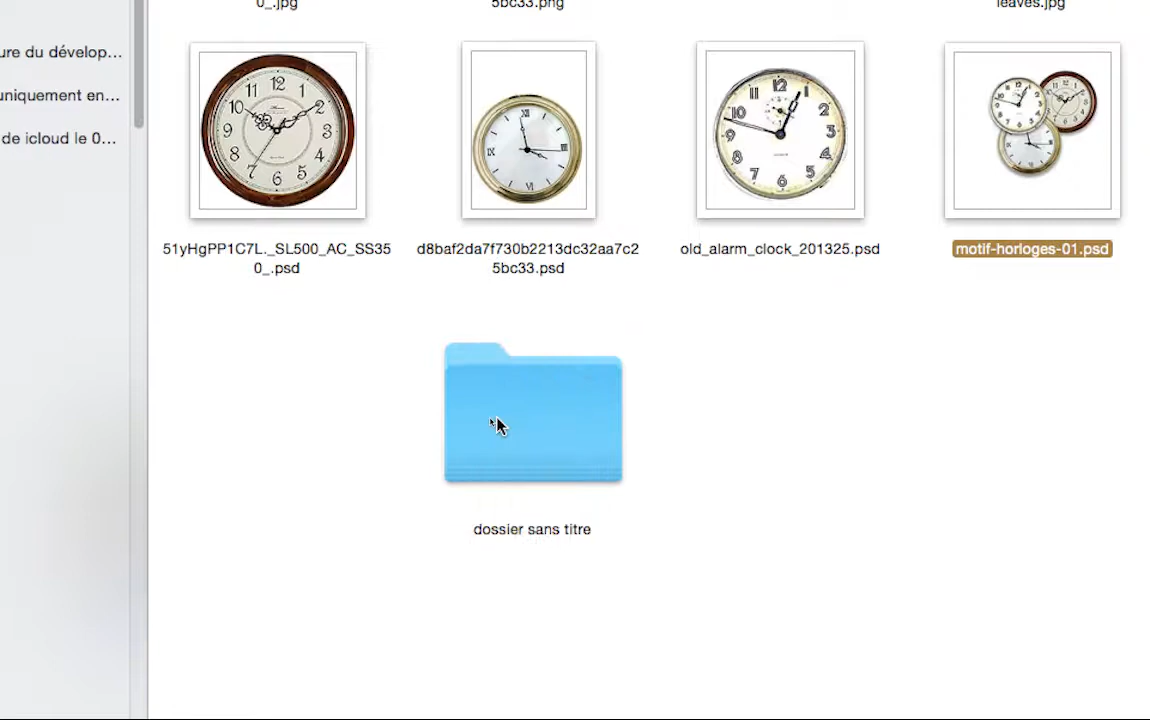 0_.jpg
5bc33.png
leaves.jpg
ure du dévelop...
uniquement en...
de icloud le 0...
51yHgPP1C7L._SL500_AC_SS35
0_.psd
d8baf2da7f730b2213dc32aa7c2
5bc33.psd
old_alarm_clock_201325.psd
motif-horloges-01.psd
dossier sans titre